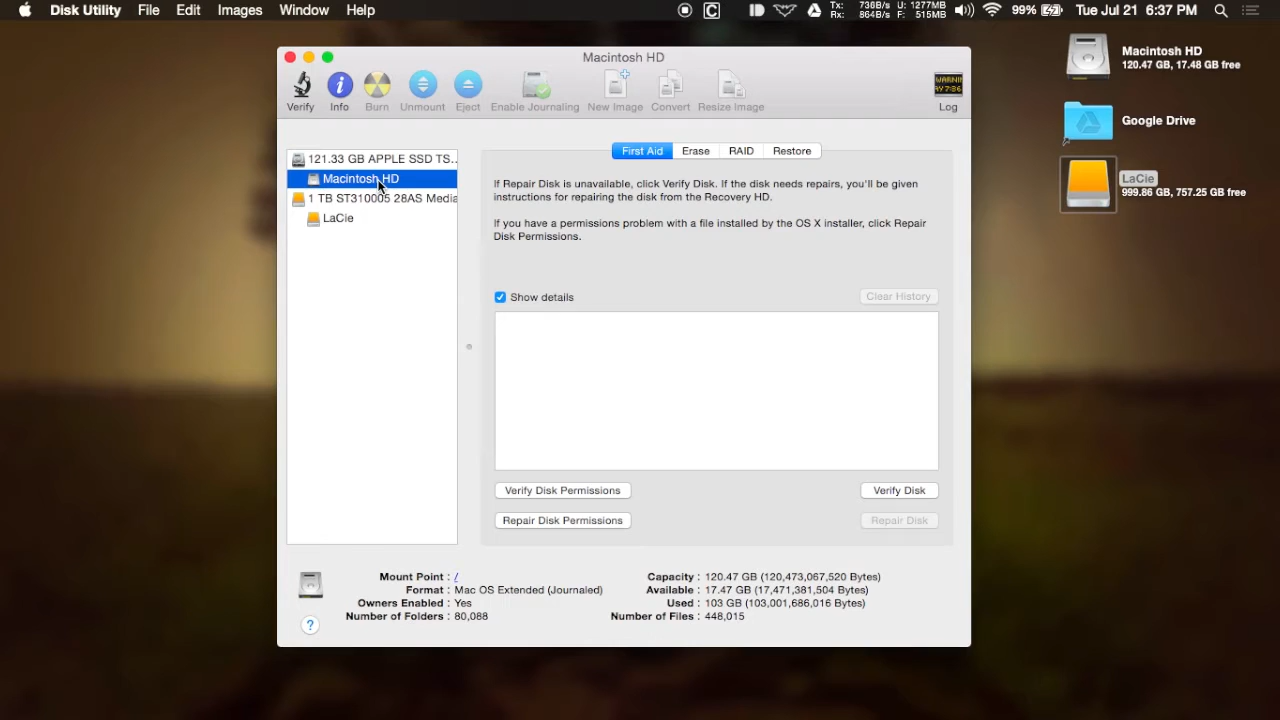 Disk Utility File Edit Images Window Help
Tx: 736B/s U: 1277MB
Rx: 864B/s F: 515MB
99% Tue Jul 21 6:37 PM
Macintosh HD
120.47 GB, 17.48 GB free
Google Drive
LaCie
999.86 GB, 757.25 GB free
Macintosh HD
Verify Info Burn Unmount Eject Enable Journaling New Image Convert Resize Image Log
121.33 GB APPLE SSD TS...
Macintosh HD
1 TB ST310005 28AS Media
LaCie
First Aid Erase RAID Restore
If Repair Disk is unavailable, click Verify Disk. If the disk needs repairs, you'll be given
instructions for repairing the disk from the Recovery HD.
If you have a permissions problem with a file installed by the OS X installer, click Repair
Disk Permissions.
Show details Clear History
Verify Disk Permissions Verify Disk
Repair Disk Permissions Repair Disk
Mount Point : / Capacity : 120.47 GB (120,473,067,520 Bytes)
Format : Mac OS Extended (Journaled) Available : 17.47 GB (17,471,381,504 Bytes)
Owners Enabled : Yes Used : 103 GB (103,001,686,016 Bytes)
Number of Folders : 80,088 Number of Files : 448,015
?